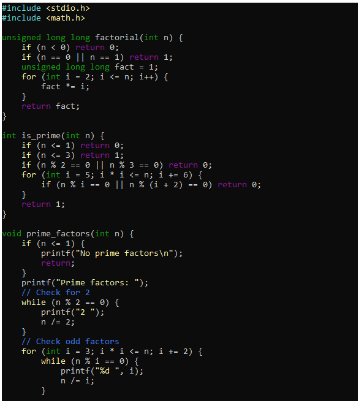 #include <stdio.h>
#include <math.h>

unsigned long long factorial(int n) {
    if (n < 0) return 0;
    if (n == 0 || n == 1) return 1;
    unsigned long long fact = 1;
    for (int i = 2; i <= n; i++) {
        fact *= i;
    }
    return fact;
}

int is_prime(int n) {
    if (n <= 1) return 0;
    if (n <= 3) return 1;
    if (n % 2 == 0 || n % 3 == 0) return 0;
    for (int i = 5; i * i <= n; i += 6) {
        if (n % i == 0 || n % (i + 2) == 0) return 0;
    }
    return 1;
}

void prime_factors(int n) {
    if (n <= 1) {
        printf("No prime factors\n");
        return;
    }
    printf("Prime factors: ");
    // Check for 2
    while (n % 2 == 0) {
        printf("2 ");
        n /= 2;
    }
    // Check odd factors
    for (int i = 3; i * i <= n; i += 2) {
        while (n % i == 0) {
            printf("%d ", i);
            n /= i;
        }